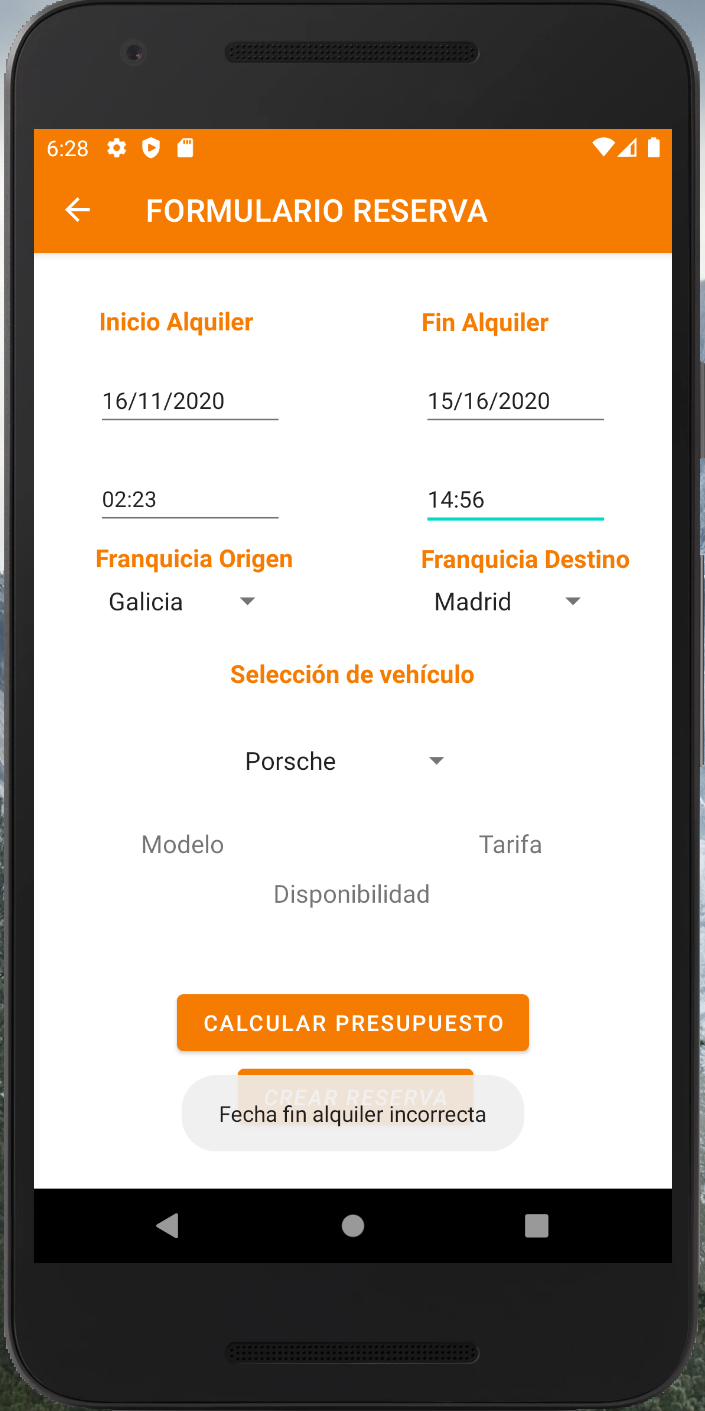 6:28
FORMULARIO RESERVA
Inicio Alquiler
Fin Alquiler
16/11/2020
15/16/2020
02:23
14:56
Franquicia Origen
Franquicia Destino
Galicia
Madrid
Selección de vehículo
Porsche
Modelo
Tarifa
Disponibilidad
CALCULAR PRESUPUESTO
CREAR RESERVA
Fecha fin alquiler incorrecta